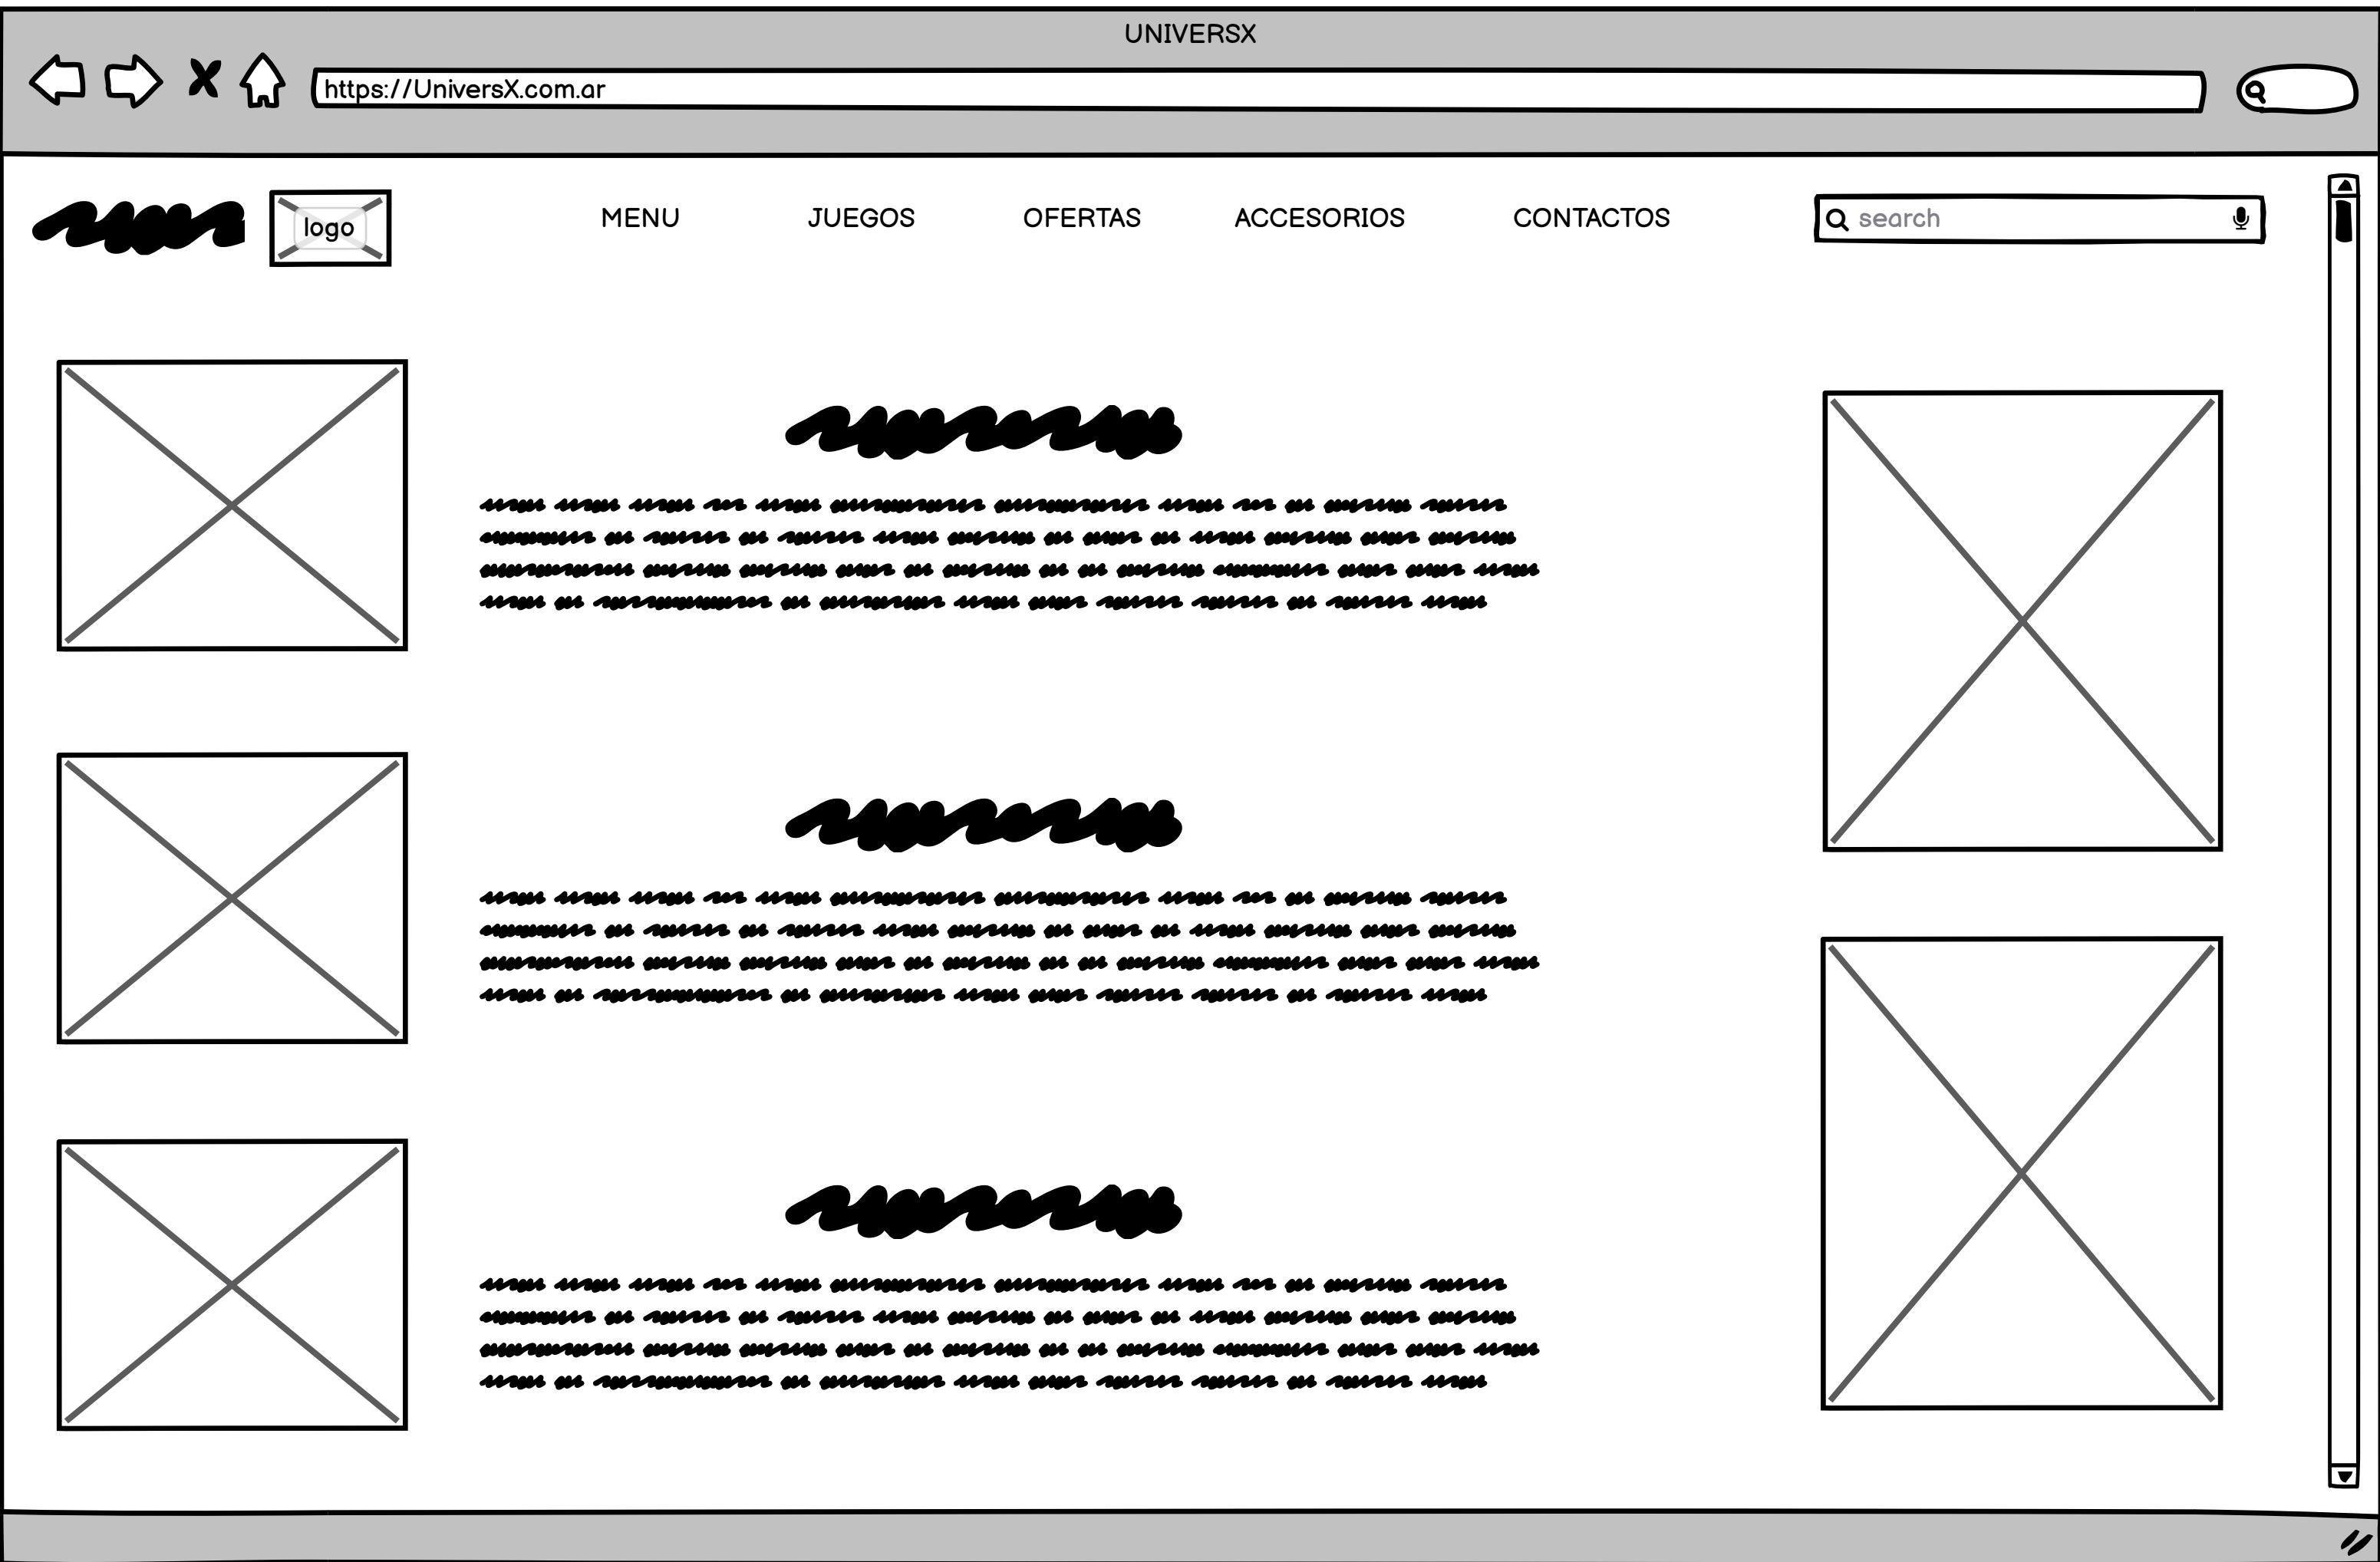 UNIVERSX
https://UniversX.com.ar
logo
MENU JUEGOS OFERTAS ACCESORIOS CONTACTOS
search